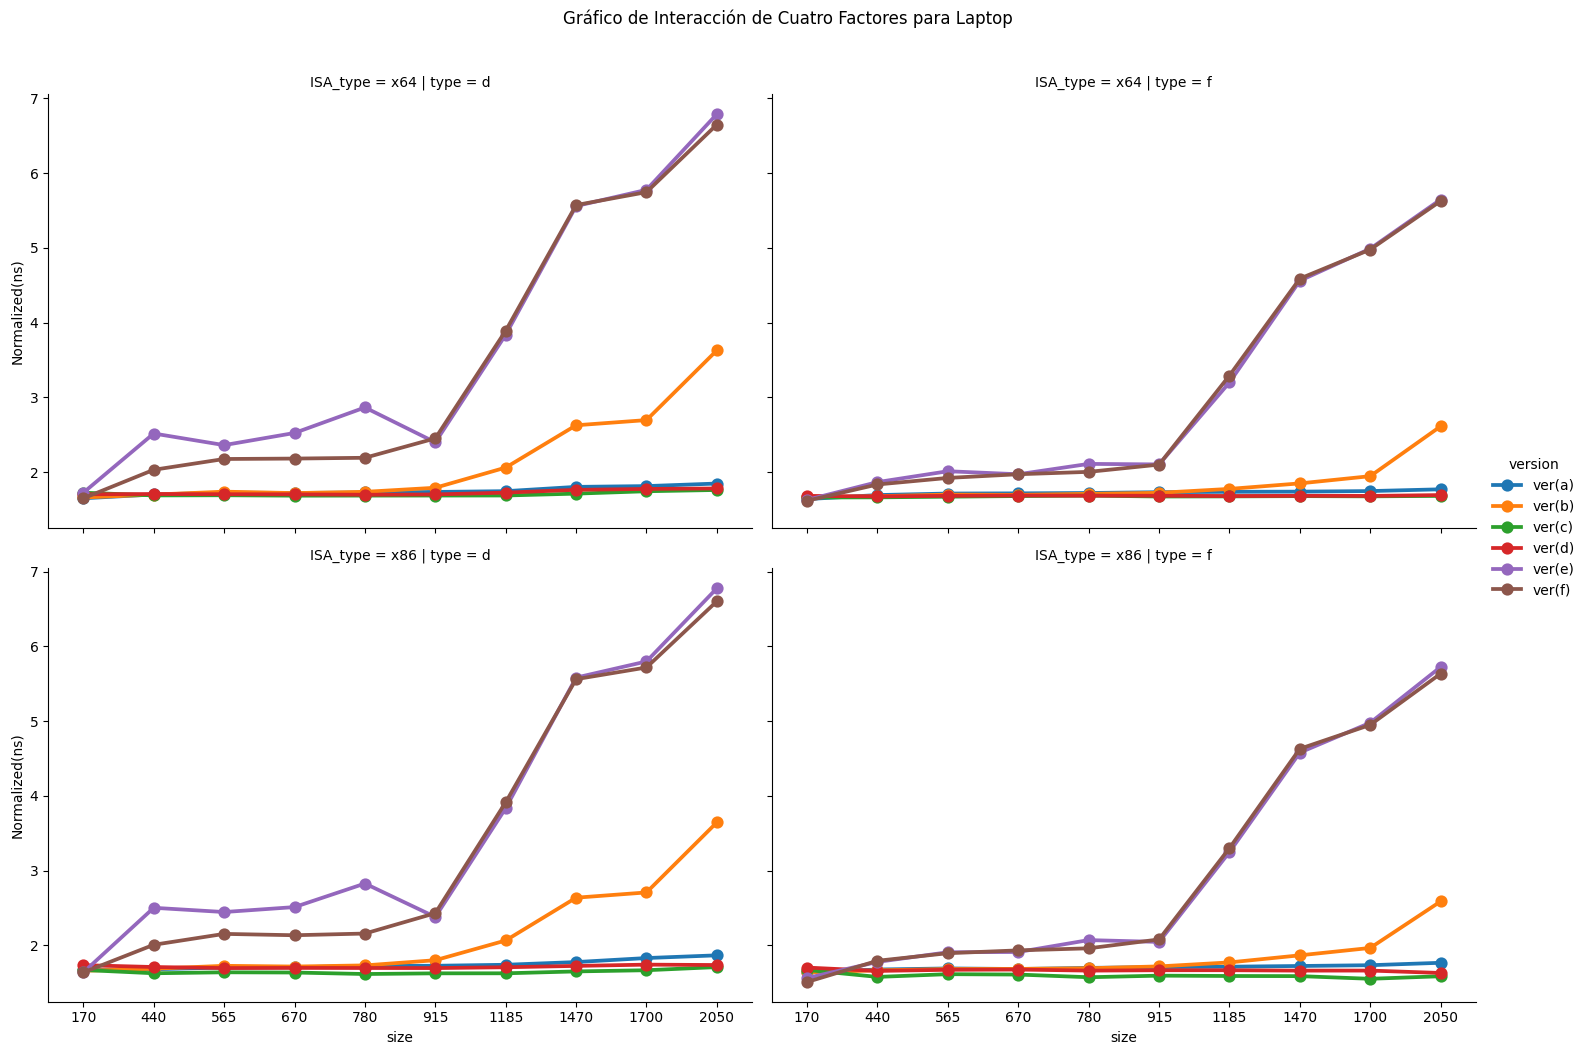 Gráfico de Interacción de Cuatro Factores para Laptop
ISA_type = x64 | type = d
7
6
5
4
3
2
Normalized(ns)
ISA_type = x64 | type = f
ISA_type = x86 | type = d
7
6
5
4
3
2
Normalized(ns)
170 440 565 670 780 915 1185 1470 1700 2050
size
ISA_type = x86 | type = f
170 440 565 670 780 915 1185 1470 1700 2050
size
version
ver(a)
ver(b)
ver(c)
ver(d)
ver(e)
ver(f)